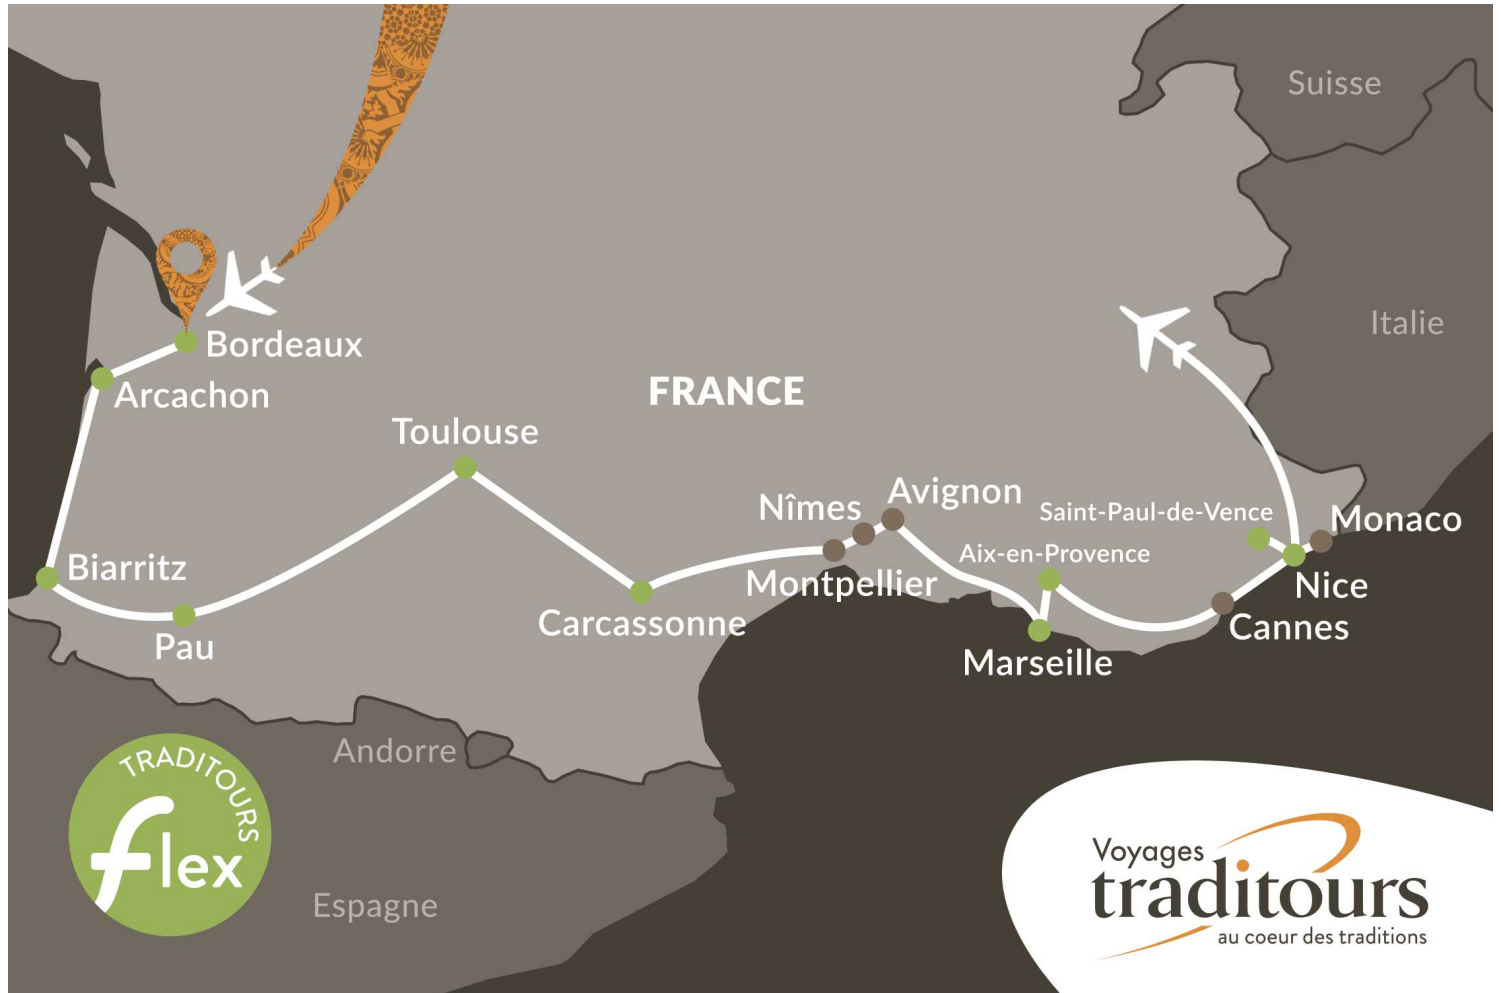 Suisse
Italie
Bordeaux
Arcachon
FRANCE
Toulouse
Nîmes
Avignon
Saint-Paul-de-Vence
Monaco
Aix-en-Provence
Biarritz
Montpellier
Nice
Carcassonne
Cannes
Pau
Marseille
Andorre
TRADITOURS
flex
Espagne
Voyages
traditours
au coeur des traditions